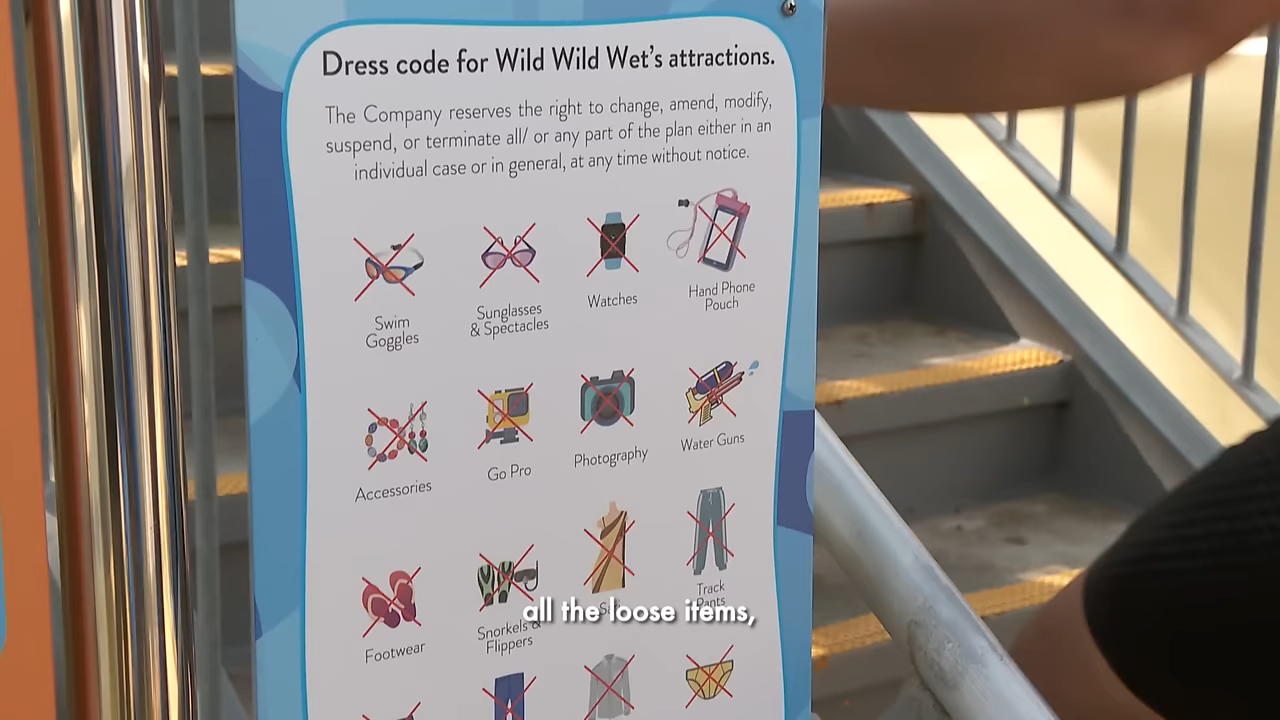 Dress code for Wild Wild Wet's attractions.
The Company reserves the right to change, amend, modify,
suspend, or terminate all/ or any part of the plan either in an
individual case or in general, at any time without notice.
Swim
Goggles
Sunglasses
& Spectacles
Watches
Hand Phone
Pouch
Accessories
Go Pro
Photography
Water Guns
Footwear
Snorkels &
Flippers
Track
Pants
all the loose items,